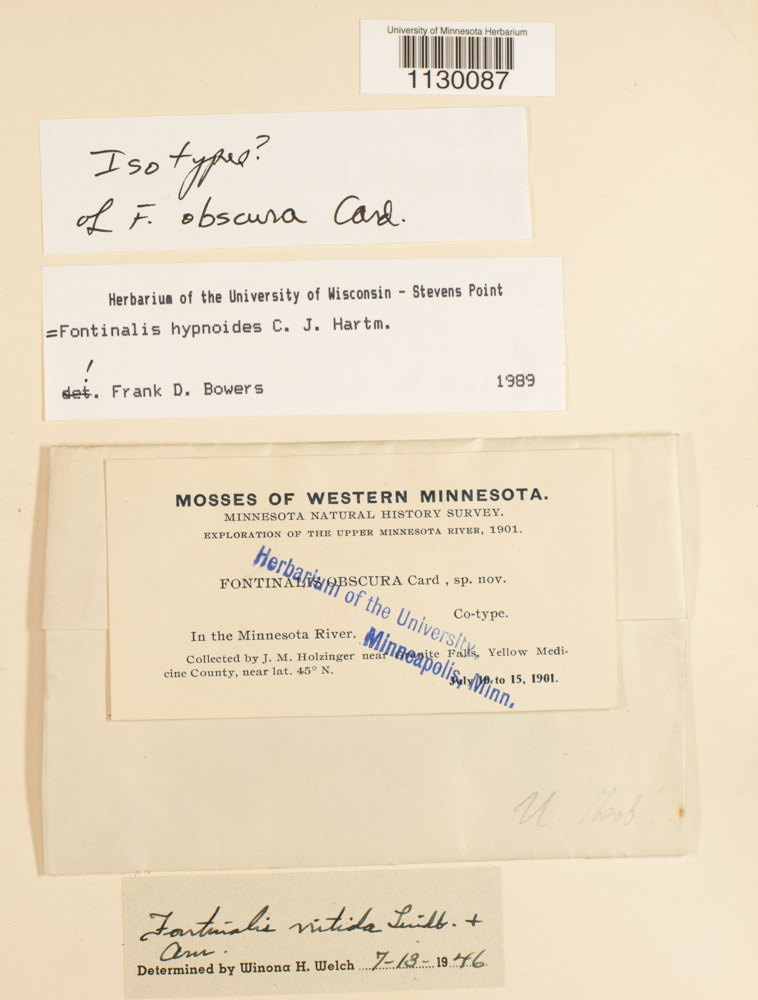 University of Minnesota Herbarium
1130087
Isotypes?
of F. obscura Card.
Herbarium of the University of Wisconsin - Stevens Point
=Fontinalis hypnoides C. J. Hartm.
!
det. Frank D. Bowers 1989
MOSSES OF WESTERN MINNESOTA.
MINNESOTA NATURAL HISTORY SURVEY.
EXPLORATION OF THE UPPER MINNESOTA RIVER, 1901.
Herbarium of the University,
Minneapolis, Minn.
FONTINALIS OBSCURA Card , sp. nov.
Co-type.
In the Minnesota River.
Collected by J. M. Holzinger near Granite Falls, Yellow Medi-
cine County, near lat. 45° N.
July 10 to 15, 1901.
U Herb.
Fontinalis nitida Lindb. +
Arn.
Determined by Winona H. Welch 7-13- 1946